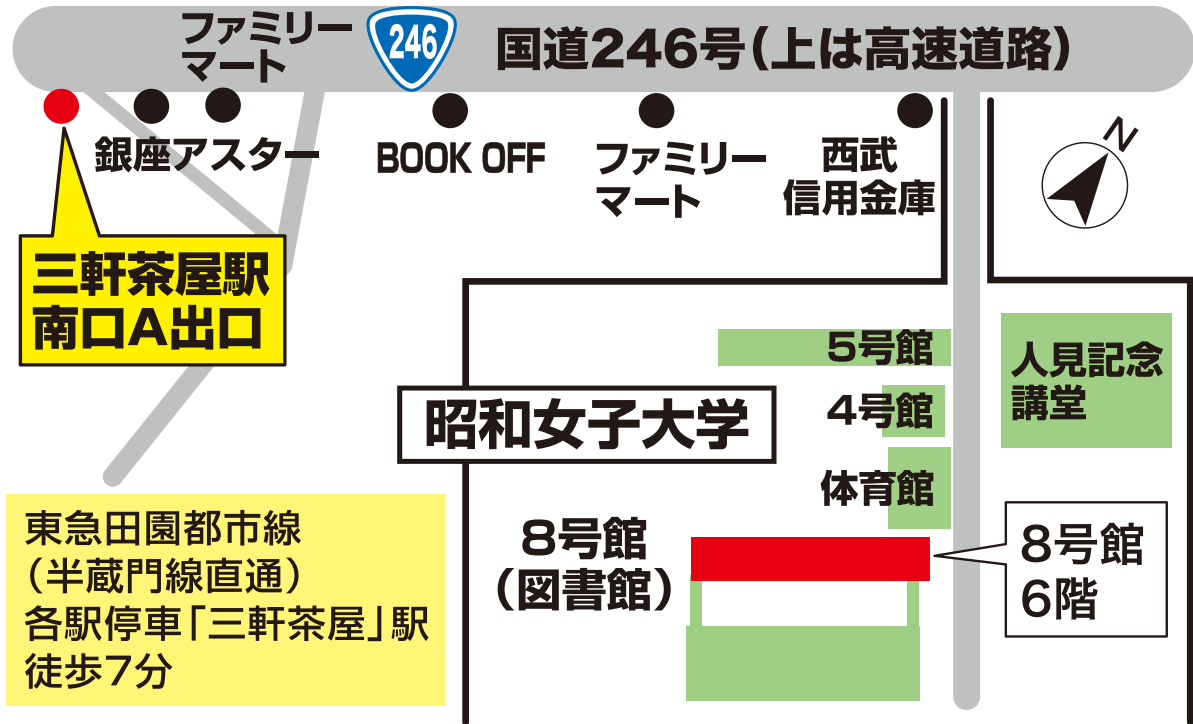 ファミリー
マート
246
国道246号(上は高速道路)
銀座アスター
BOOK OFF
ファミリー
マート
西武
信用金庫
N
三軒茶屋駅
南口A出口
5号館
人見記念
講堂
4号館
昭和女子大学
体育館
東急田園都市線
(半蔵門線直通)
各駅停車「三軒茶屋」駅
徒歩7分
8号館
(図書館)
8号館
6階